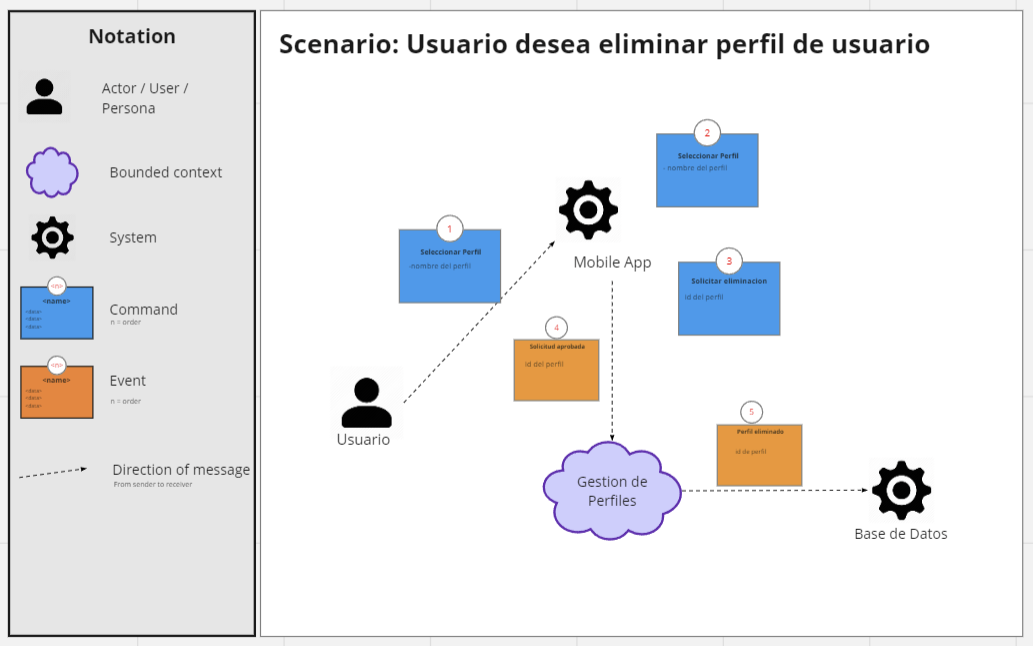 Notation
Actor / User /
Persona
Bounded context
System
<n>
<name>
<data>
<data>
<data>
Command
n = order
<n>
<name>
<data>
<data>
<data>
Event
n = order
Direction of message
From sender to receiver
Scenario: Usuario desea eliminar perfil de usuario
2
Seleccionar Perfil
- nombre del perfil
1
Seleccionar Perfil
-nombre del perfil
Mobile App
3
Solicitar eliminacion
id del perfil
4
Solicitud aprobada
id del perfil
Usuario
5
Perfil eliminado
id de perfil
Gestion de
Perfiles
Base de Datos